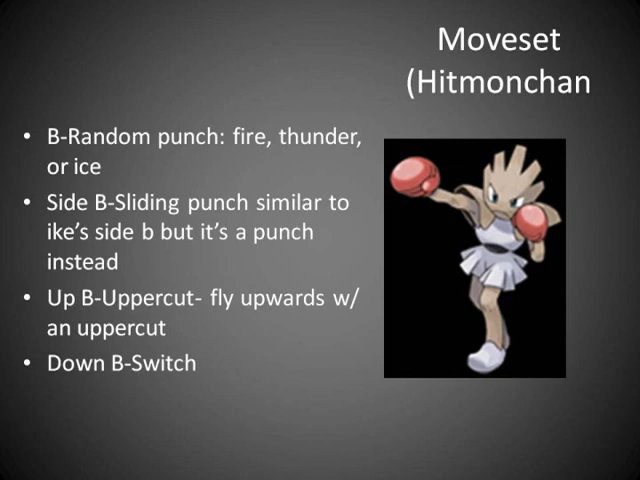 Moveset
(Hitmonchan
• B-Random punch: fire, thunder,
or ice
• Side B-Sliding punch similar to
ike's side b but it's a punch
instead
• Up B-Uppercut- fly upwards w/
an uppercut
• Down B-Switch